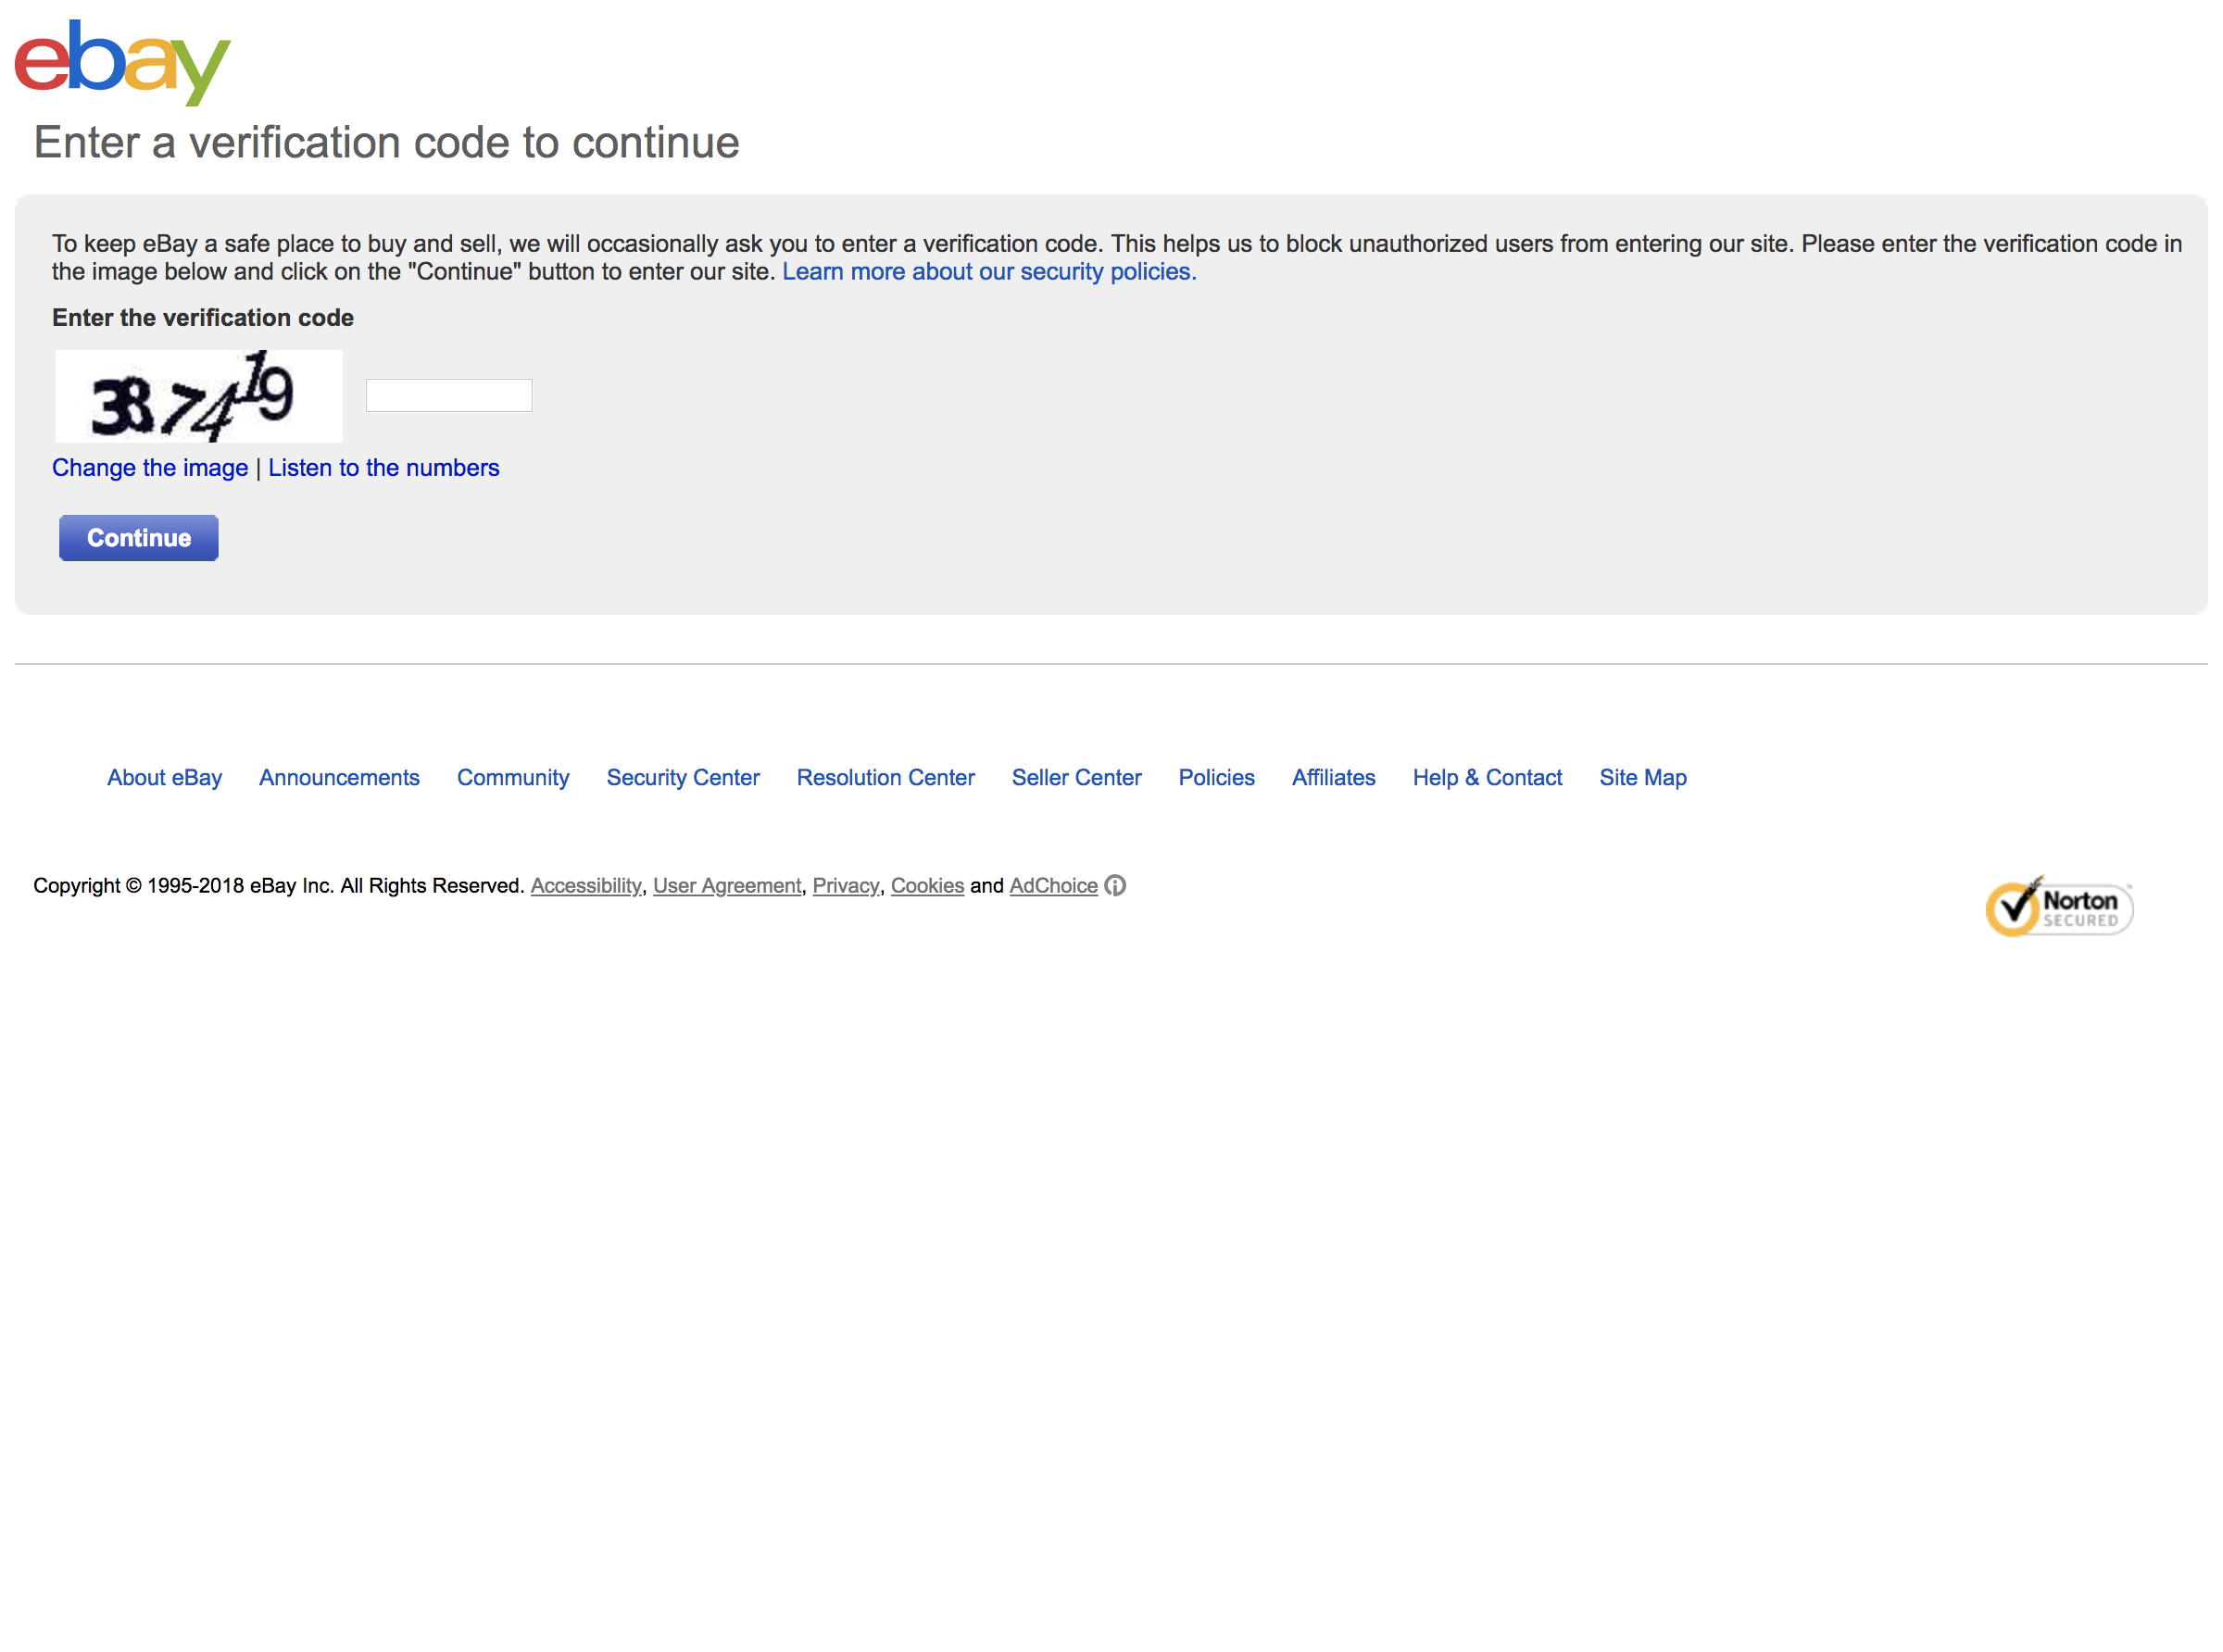 ebay
Enter a verification code to continue
To keep eBay a safe place to buy and sell, we will occasionally ask you to enter a verification code. This helps us to block unauthorized users from entering our site. Please enter the verification code in
the image below and click on the "Continue" button to enter our site. Learn more about our security policies.
Enter the verification code
387419
Change the image | Listen to the numbers
Continue
About eBay Announcements Community Security Center Resolution Center Seller Center Policies Affiliates Help & Contact Site Map
Copyright © 1995-2018 eBay Inc. All Rights Reserved. Accessibility, User Agreement, Privacy, Cookies and AdChoice
Norton
SECURED